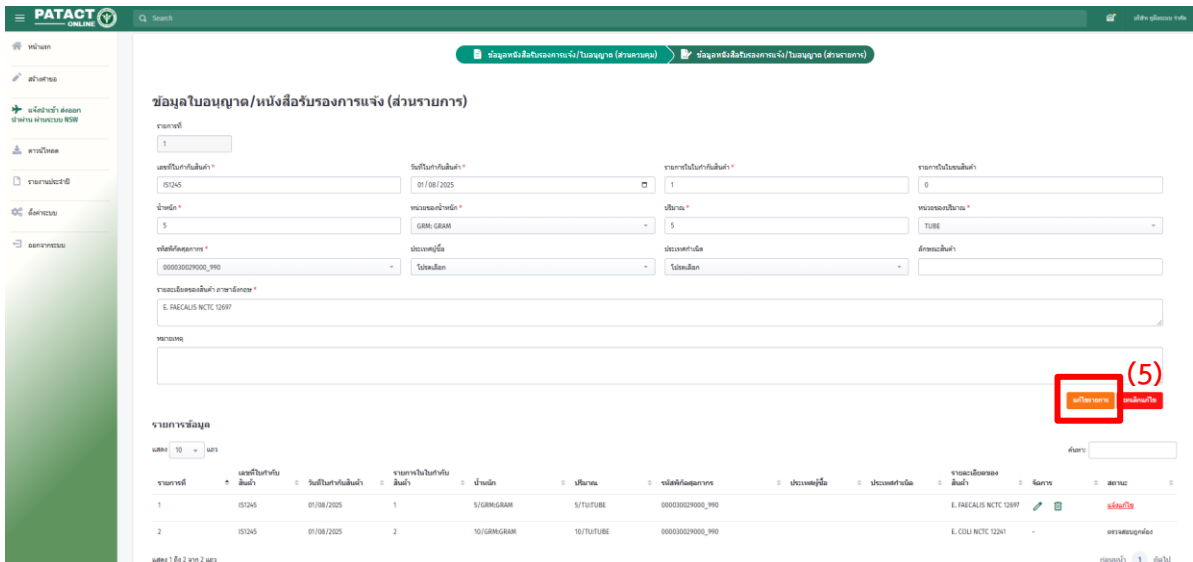 PATACT
ONLINE
Search
บริษัท คู่มือระบบ จำกัด
หน้าแรก
สร้างคำขอ
แจ้งนำเข้า ส่งออก
นำผ่าน ผ่านระบบ NSW
ดาวน์โหลด
รายงานประจำปี
ตั้งค่าระบบ
ออกจากระบบ
ข้อมูลหนังสือรับรองการแจ้ง/ใบอนุญาต (ส่วนควบคุม)
ข้อมูลหนังสือรับรองการแจ้ง/ใบอนุญาต (ส่วนรายการ)
ข้อมูลใบอนุญาต/หนังสือรับรองการแจ้ง (ส่วนรายการ)
รายการที่
1
เลขที่ใบกำกับสินค้า * วันที่ใบกำกับสินค้า * รายการในใบกำกับสินค้า * รายการในใบขนสินค้า
IS1245 01/08/2025 1 0
น้ำหนัก * หน่วยของน้ำหนัก * ปริมาณ * หน่วยของปริมาณ *
5 GRM: GRAM 5 TUBE
รหัสพิกัดศุลกากร * ประเทศผู้ซื้อ ประเทศกำเนิด ลักษณะสินค้า
000030029000_990 โปรดเลือก โปรดเลือก
รายละเอียดของสินค้า ภาษาอังกฤษ *
E. FAECALIS NCTC 12697
หมายเหตุ
(5)
แก้ไขรายการ ยกเลิกแก้ไข
รายการข้อมูล
แสดง 10 แถว ค้นหา:
รายการที่ เลขที่ใบกำกับสินค้า วันที่ใบกำกับสินค้า รายการในใบกำกับสินค้า น้ำหนัก ปริมาณ รหัสพิกัดศุลกากร ประเทศผู้ซื้อ ประเทศกำเนิด รายละเอียดของสินค้า จัดการ สถานะ
1 IS1245 01/08/2025 1 5/GRM:GRAM 5/TU:TUBE 000030029000_990 E. FAECALIS NCTC 12697 แจ้งแก้ไข
2 IS1245 01/08/2025 2 10/GRM:GRAM 10/TU:TUBE 000030029000_990 E. COLI NCTC 12241 - ตรวจสอบถูกต้อง
แสดง 1 ถึง 2 จาก 2 แถว ก่อนหน้า 1 ถัดไป